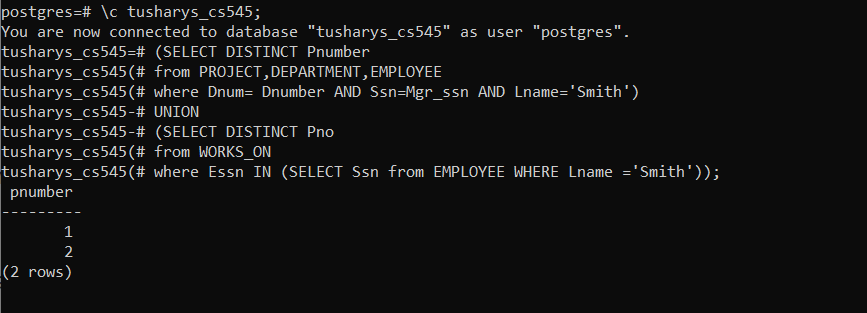 postgres=# \c tusharys_cs545;
You are now connected to database "tusharys_cs545" as user "postgres".
tusharys_cs545=# (SELECT DISTINCT Pnumber
tusharys_cs545(# from PROJECT,DEPARTMENT,EMPLOYEE
tusharys_cs545(# where Dnum= Dnumber AND Ssn=Mgr_ssn AND Lname='Smith')
tusharys_cs545-# UNION
tusharys_cs545-# (SELECT DISTINCT Pno
tusharys_cs545(# from WORKS_ON
tusharys_cs545(# where Essn IN (SELECT Ssn from EMPLOYEE WHERE Lname ='Smith'));
 pnumber
---------
       1
       2
(2 rows)